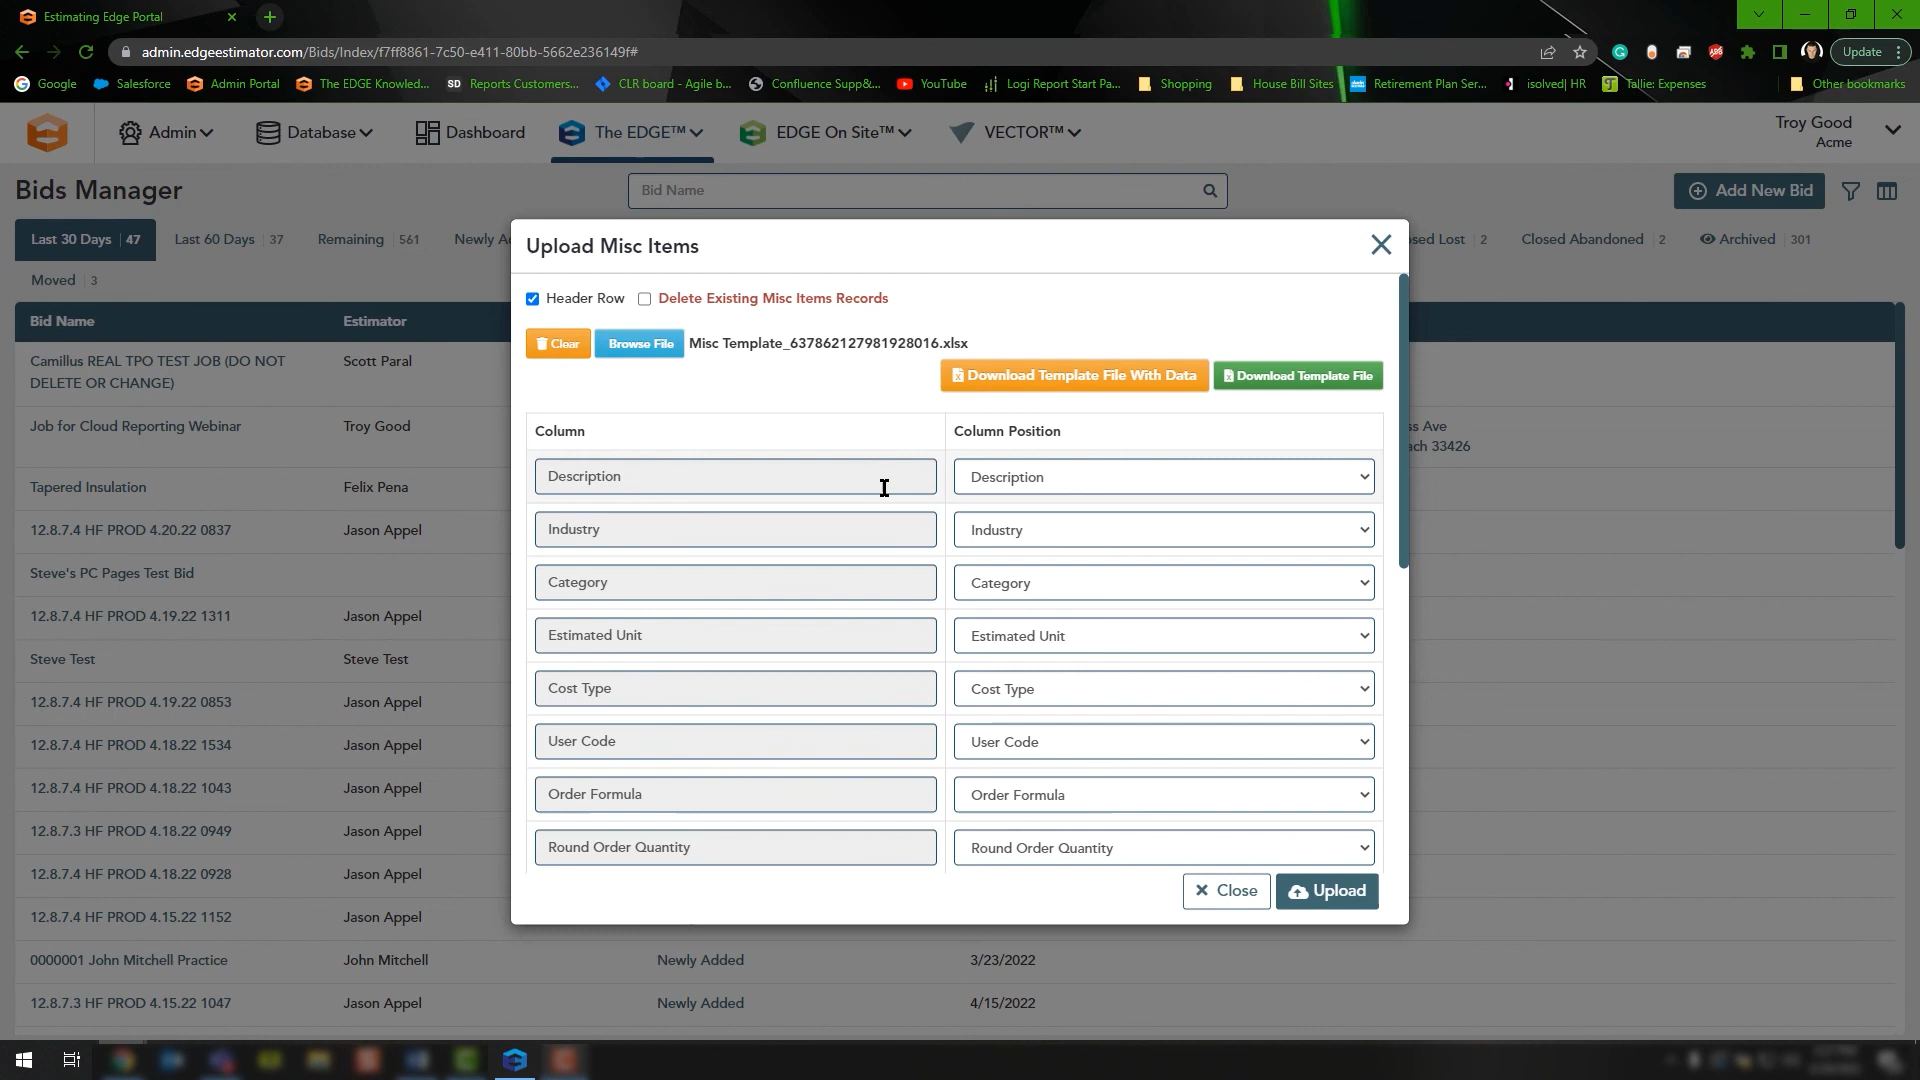 Estimating Edge Portal
admin.edgeestimator.com/Bids/Index/f7ff8861-7c50-e411-80bb-5662e236149f#
Update
Google
Salesforce
Admin Portal
The EDGE Knowled...
SD Reports Customers...
CLR board - Agile b...
Confluence Supp&...
YouTube
Logi Report Start Pa...
Shopping
House Bill Sites
Retirement Plan Ser...
isolved| HR
Tallie: Expenses
Other bookmarks
Admin
Database
Dashboard
The EDGE™
EDGE On Site™
VECTOR™
Troy Good
Acme
Bids Manager
Bid Name
Add New Bid
Last 30 Days 47
Last 60 Days 37
Remaining 561
Newly A
sed Lost 2
Closed Abandoned 2
Archived 301
Moved 3
Bid Name Estimator
Camillus REAL TPO TEST JOB (DO NOT
DELETE OR CHANGE)
Scott Paral
Job for Cloud Reporting Webinar Troy Good
ss Ave
ach 33426
Tapered Insulation Felix Pena
12.8.7.4 HF PROD 4.20.22 0837 Jason Appel
Steve's PC Pages Test Bid
12.8.7.4 HF PROD 4.19.22 1311 Jason Appel
Steve Test Steve Test
12.8.7.4 HF PROD 4.19.22 0853 Jason Appel
12.8.7.4 HF PROD 4.18.22 1534 Jason Appel
12.8.7.4 HF PROD 4.18.22 1043 Jason Appel
12.8.7.3 HF PROD 4.18.22 0949 Jason Appel
12.8.7.4 HF PROD 4.18.22 0928 Jason Appel
12.8.7.4 HF PROD 4.15.22 1152 Jason Appel
0000001 John Mitchell Practice John Mitchell Newly Added 3/23/2022
12.8.7.3 HF PROD 4.15.22 1047 Jason Appel Newly Added 4/15/2022
Upload Misc Items
Header Row
Delete Existing Misc Items Records
Clear
Browse File
Misc Template_637862127981928016.xlsx
Download Template File With Data
Download Template File
Column Column Position
Description Description
Industry Industry
Category Category
Estimated Unit Estimated Unit
Cost Type Cost Type
User Code User Code
Order Formula Order Formula
Round Order Quantity Round Order Quantity
Close
Upload